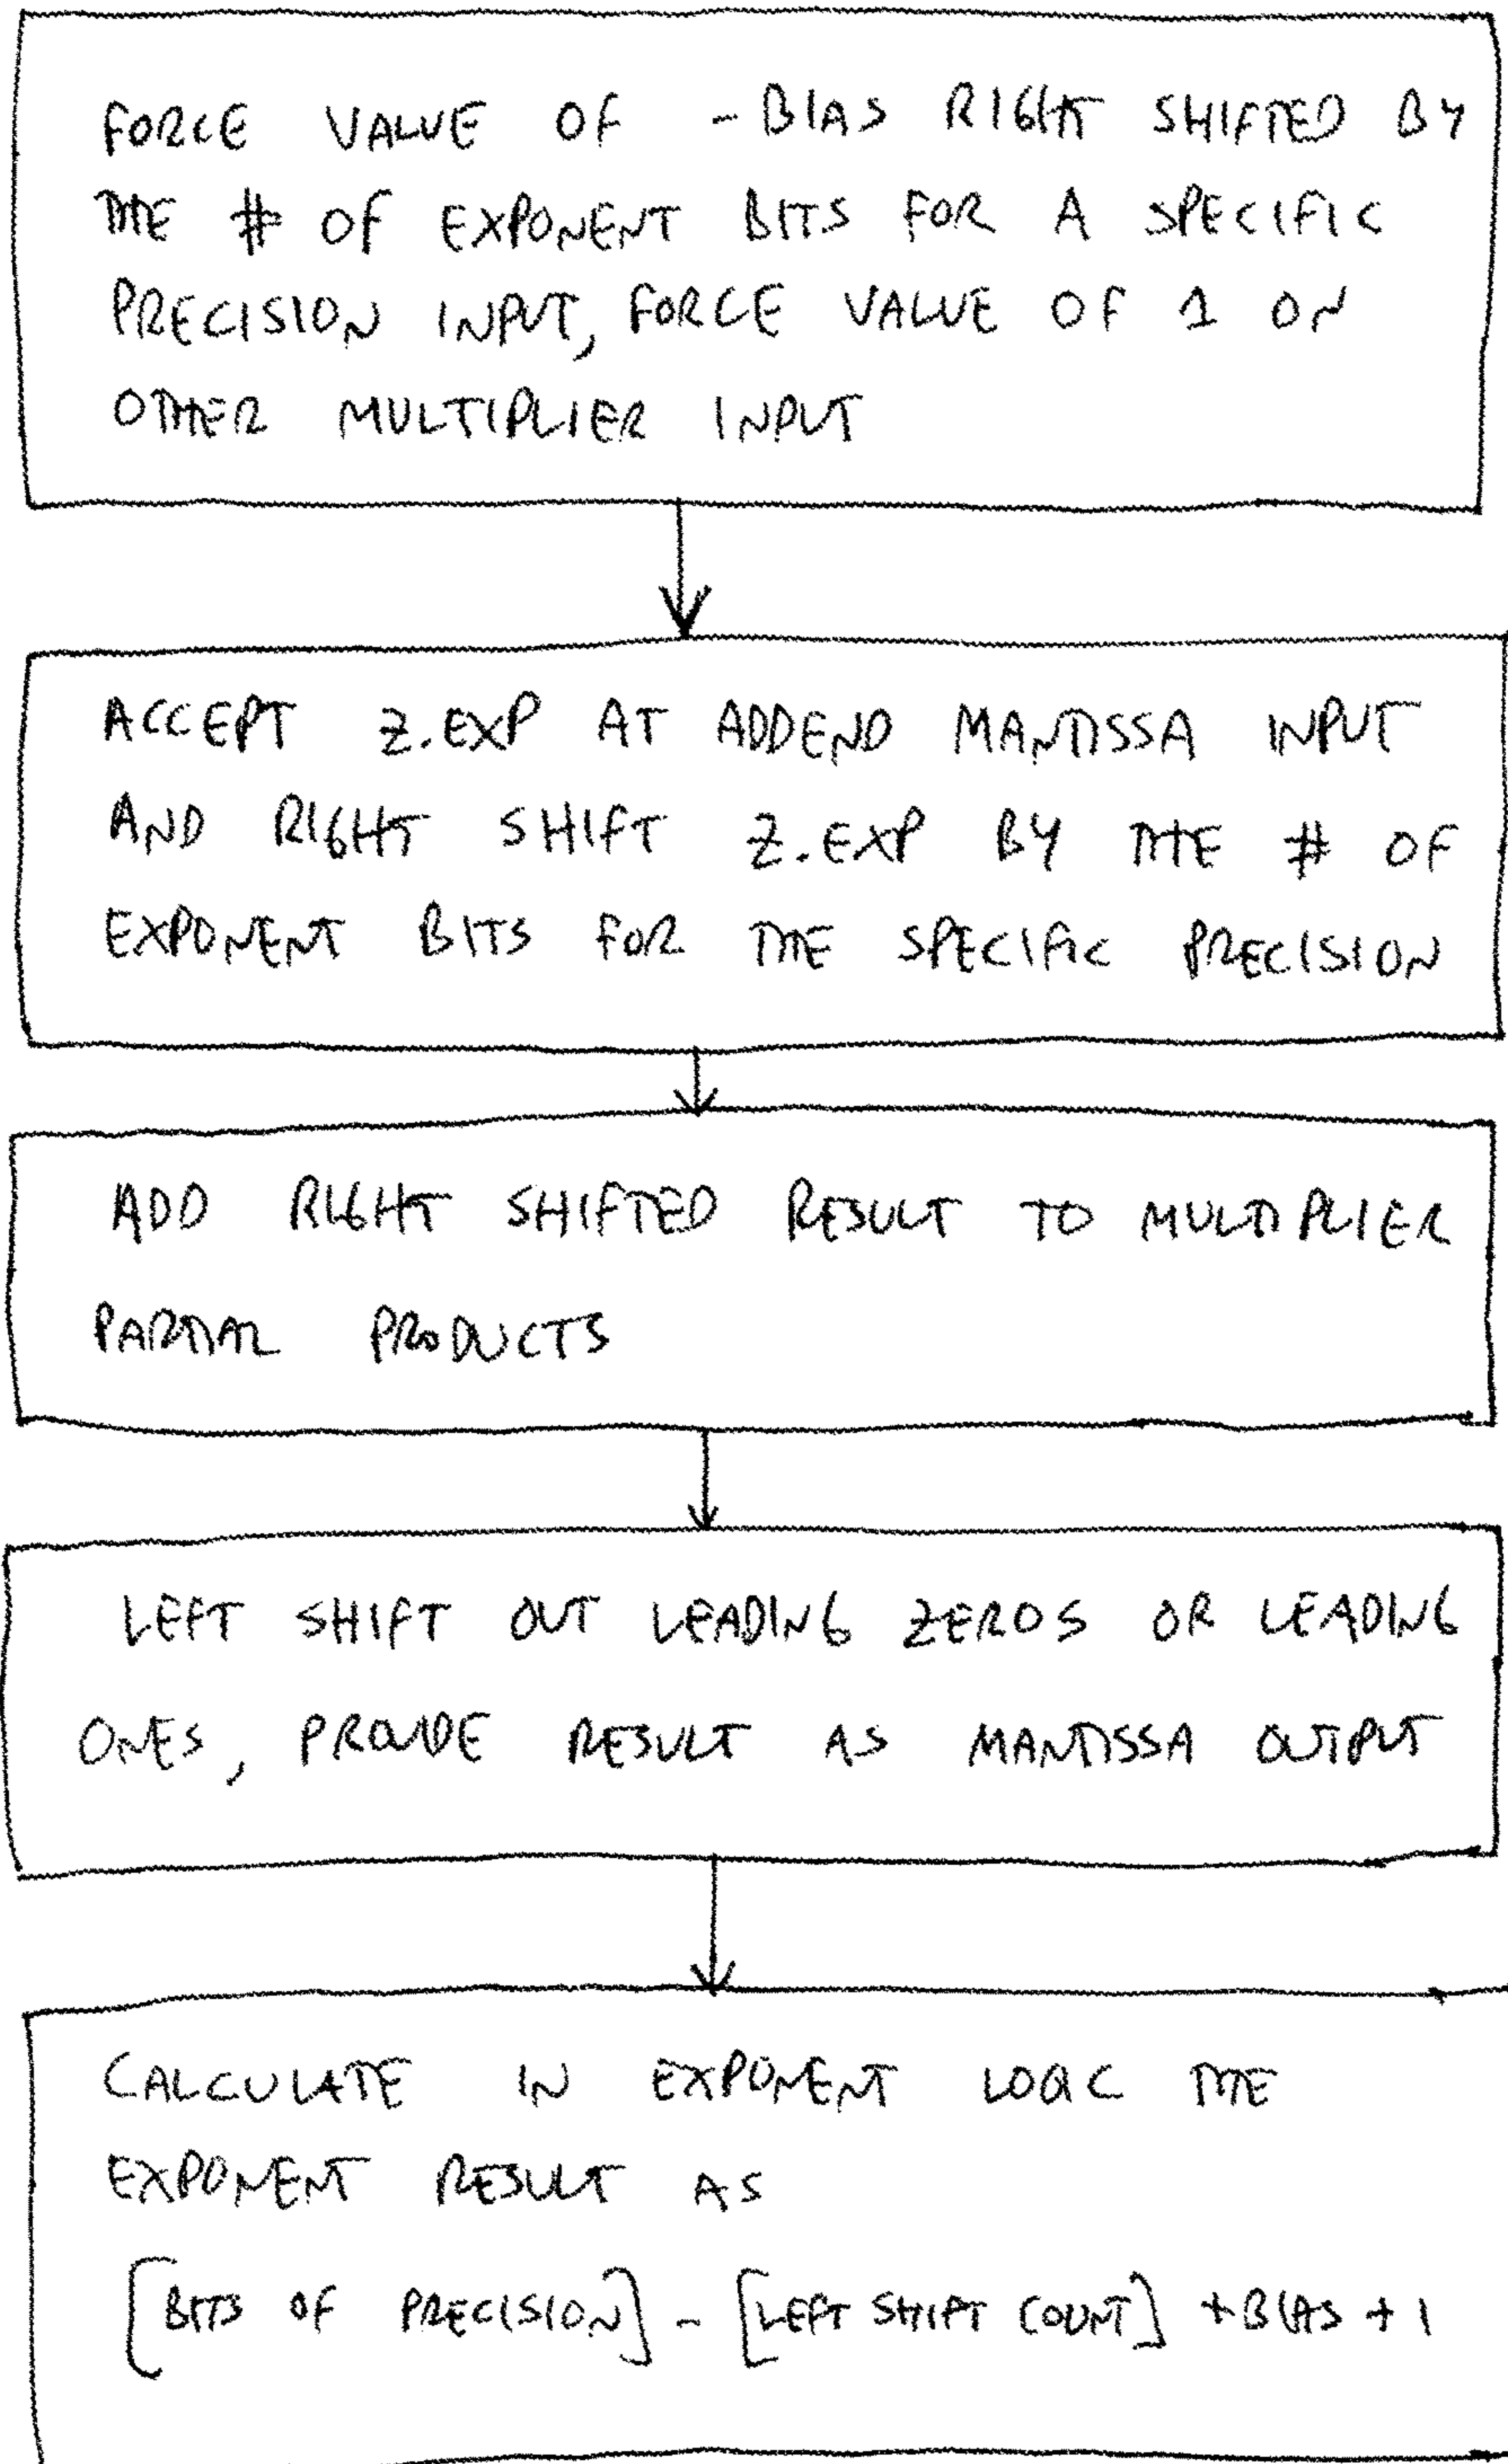 FORCE VALUE OF - BIAS RIGHT SHIFTED BY
THE # OF EXPONENT BITS FOR A SPECIFIC
PRECISION INPUT, FORCE VALUE OF 1 ON
OTHER MULTIPLIER INPUT
ACCEPT Z.EXP AT ADDEND MANTISSA INPUT
AND RIGHT SHIFT Z.EXP BY THE # OF
EXPONENT BITS FOR THE SPECIFIC PRECISION
ADD RIGHT SHIFTED RESULT TO MULTIPLIER
PARTIAL PRODUCTS
LEFT SHIFT OUT LEADING ZEROS OR LEADING
ONES, PROVIDE RESULT AS MANTISSA OUTPUT
CALCULATE IN EXPONENT LOGIC THE
EXPONENT RESULT AS
[BITS OF PRECISION] - [LEFT SHIFT COUNT] + BIAS + 1